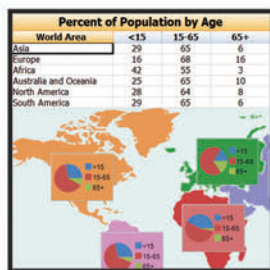 Percent of Population by Age
World Area <15 15-65 65+
Asia 29 65 6
Europe 16 68 16
Africa 42 55 3
Australia and Oceania 25 65 10
North America 28 64 8
South America 29 65 6
<15
15-65
65+
<15
15-65
65+
<15
15-65
65+
<15
15-65
65+